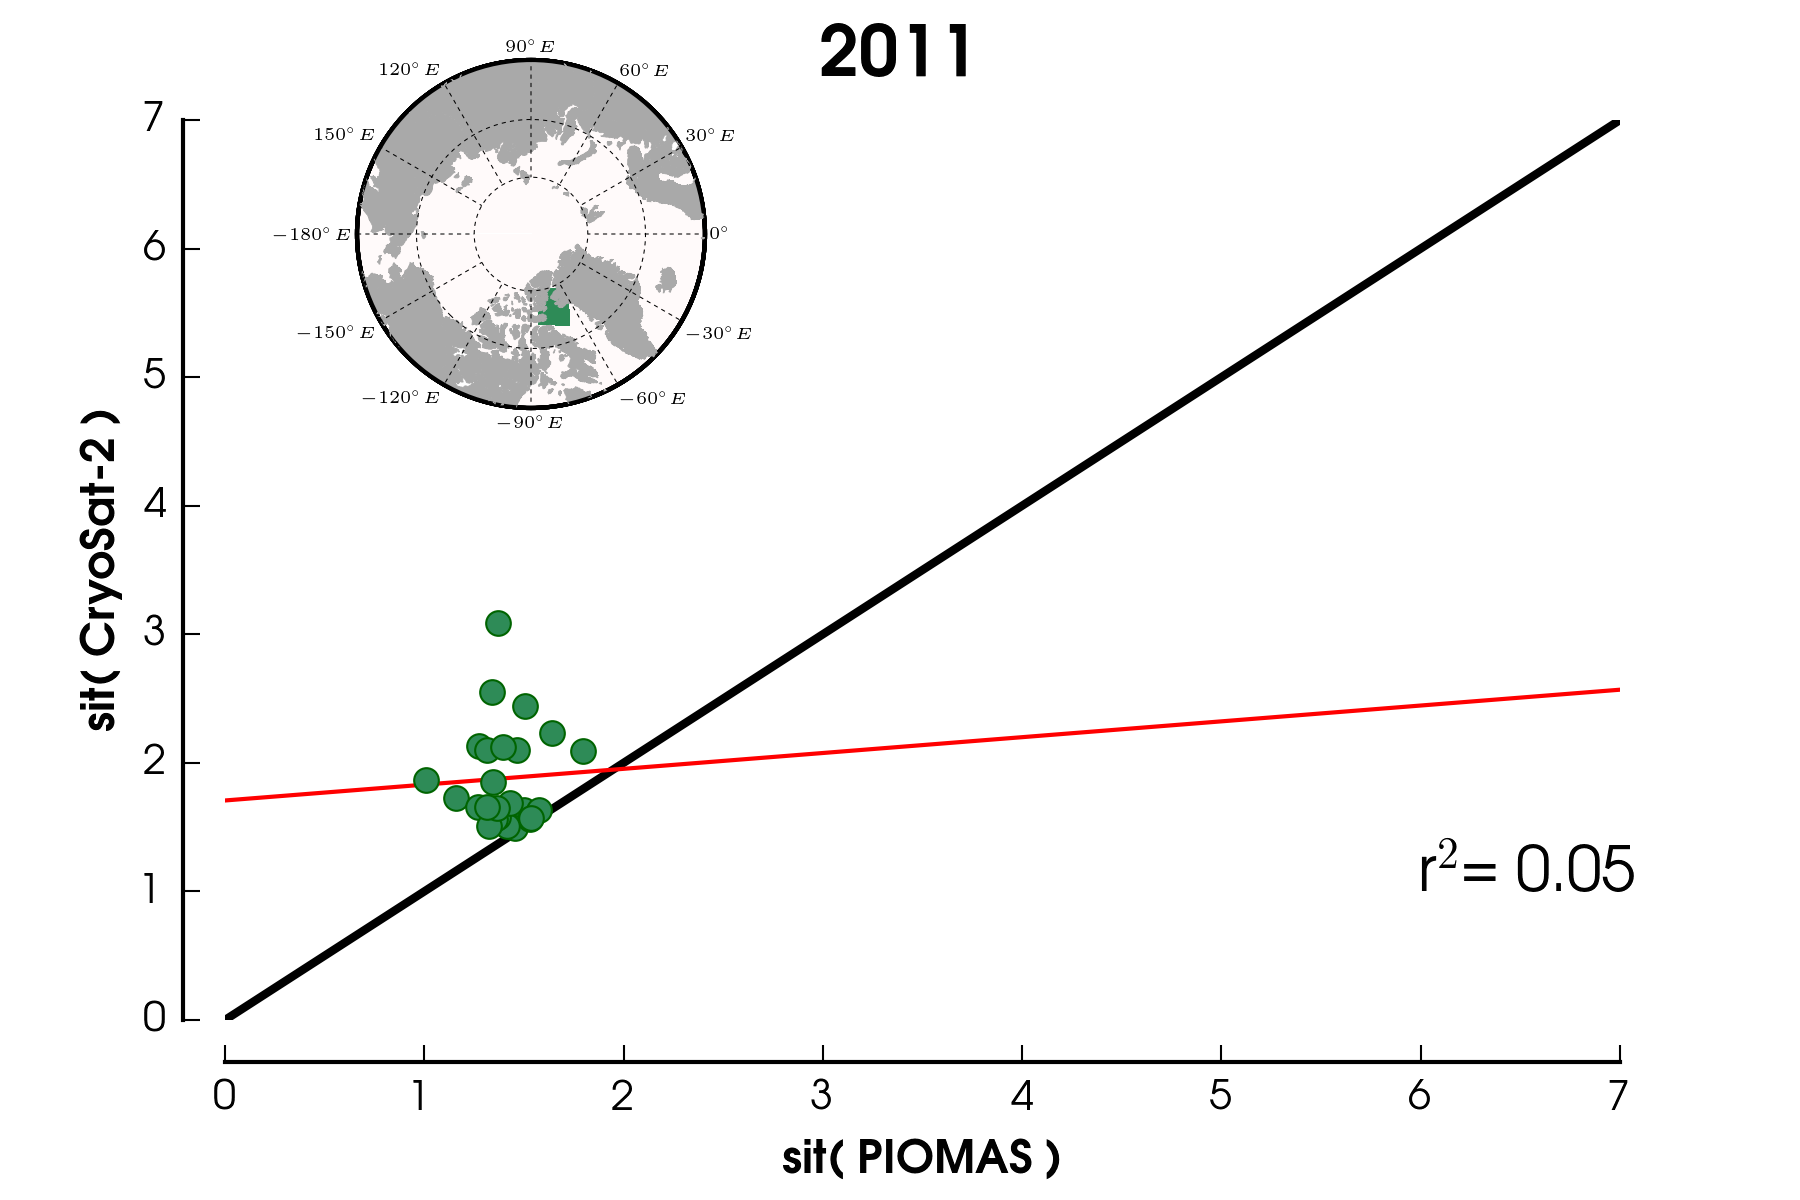 2011
90° E
120° E
60° E
150° E
30° E
−180° E
0°
−150° E
−30° E
−120° E
−60° E
−90° E
7
6
5
4
3
2
1
0
sit( CryoSat-2 )
r²= 0.05
0 1 2 3 4 5 6 7
sit( PIOMAS )